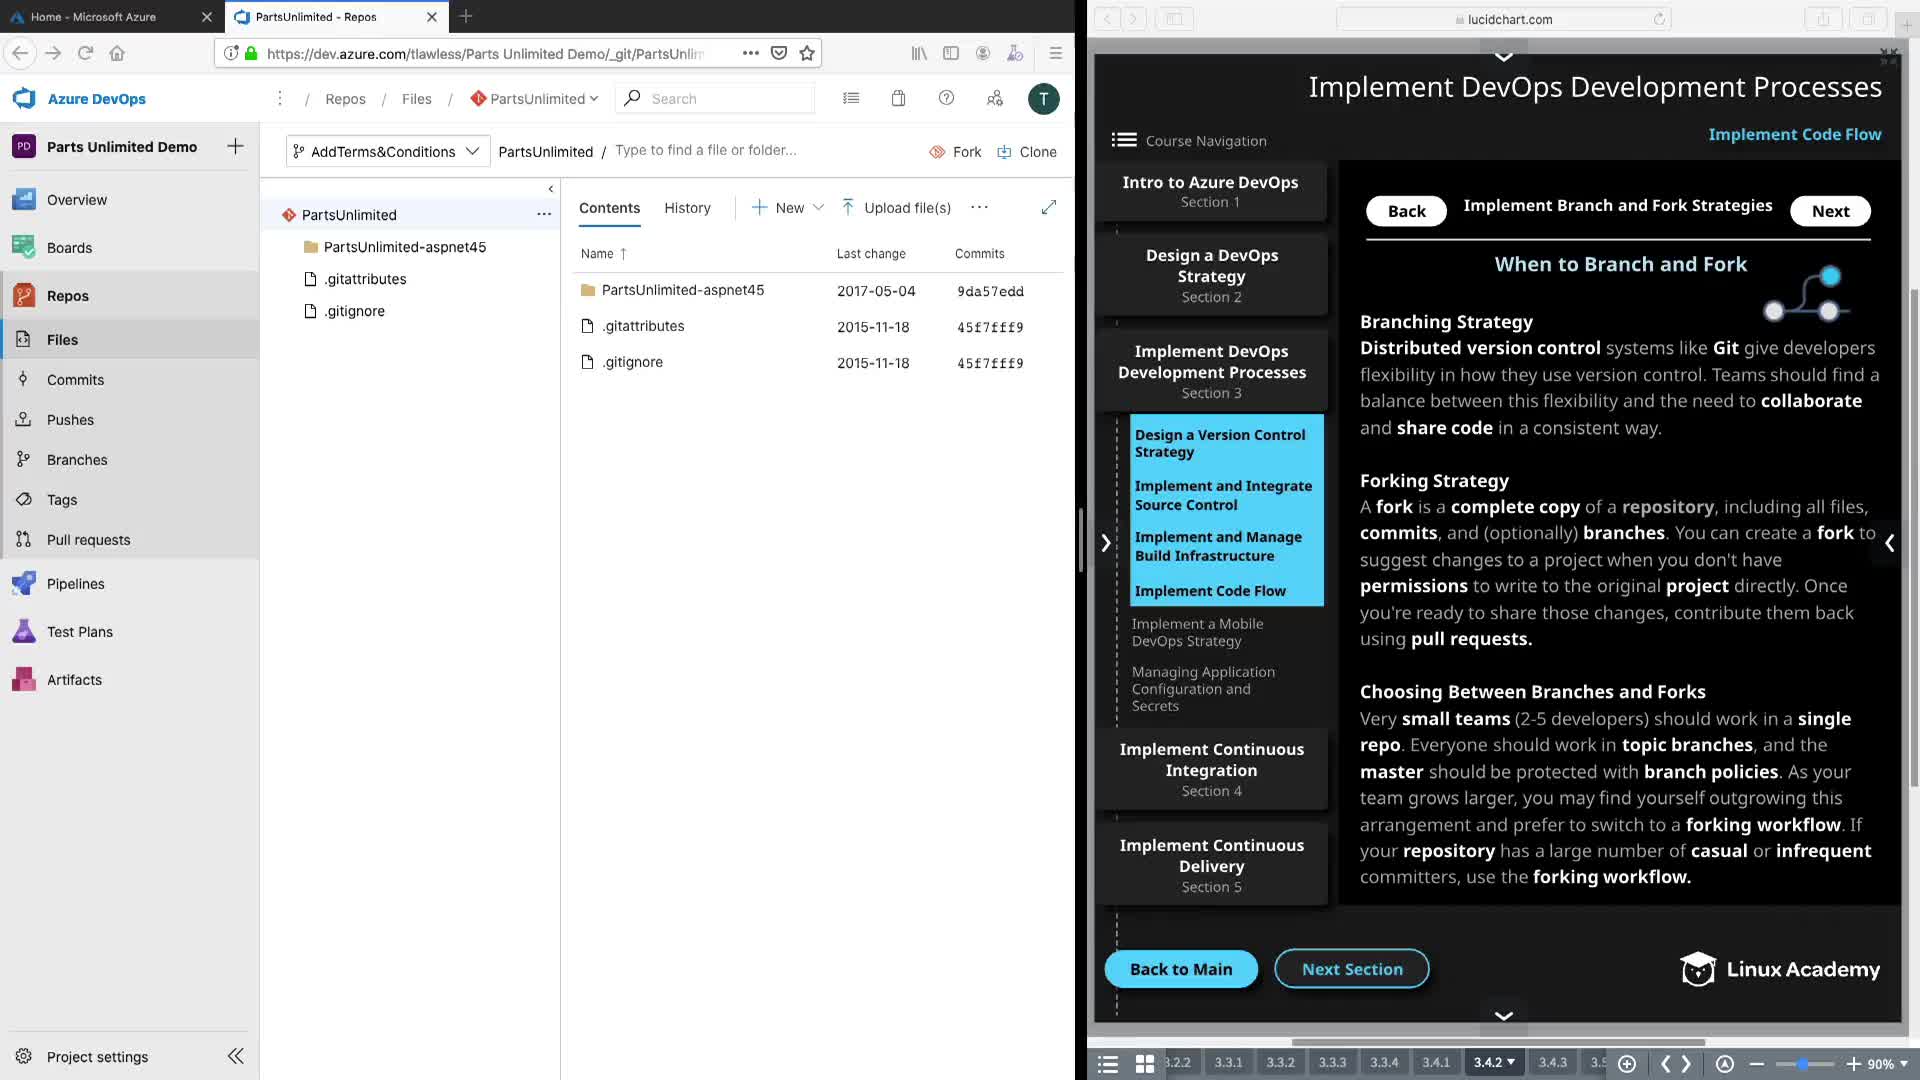 Home - Microsoft Azure
PartsUnlimited - Repos
https://dev.azure.com/tlawless/Parts Unlimited Demo/_git/PartsUnlim
Azure DevOps
/ Repos / Files / PartsUnlimited
Search
T
PD Parts Unlimited Demo
Overview
Boards
Repos
Files
Commits
Pushes
Branches
Tags
Pull requests
Pipelines
Test Plans
Artifacts
Project settings
AddTerms&Conditions
PartsUnlimited / Type to find a file or folder...
Fork
Clone
PartsUnlimited
PartsUnlimited-aspnet45
.gitattributes
.gitignore
Contents History New Upload file(s)
Name ↑ Last change Commits
PartsUnlimited-aspnet45 2017-05-04 9da57edd
.gitattributes 2015-11-18 45f7fff9
.gitignore 2015-11-18 45f7fff9
lucidchart.com
Implement DevOps Development Processes
Course Navigation
Implement Code Flow
Intro to Azure DevOps
Section 1
Design a DevOps
Strategy
Section 2
Implement DevOps
Development Processes
Section 3
Design a Version Control
Strategy
Implement and Integrate
Source Control
Implement and Manage
Build Infrastructure
Implement Code Flow
Implement a Mobile
DevOps Strategy
Managing Application
Configuration and
Secrets
Implement Continuous
Integration
Section 4
Implement Continuous
Delivery
Section 5
Back
Implement Branch and Fork Strategies
Next
When to Branch and Fork
Branching Strategy
Distributed version control systems like Git give developers
flexibility in how they use version control. Teams should find a
balance between this flexibility and the need to collaborate
and share code in a consistent way.
Forking Strategy
A fork is a complete copy of a repository, including all files,
commits, and (optionally) branches. You can create a fork to
suggest changes to a project when you don't have
permissions to write to the original project directly. Once
you're ready to share those changes, contribute them back
using pull requests.
Choosing Between Branches and Forks
Very small teams (2-5 developers) should work in a single
repo. Everyone should work in topic branches, and the
master should be protected with branch policies. As your
team grows larger, you may find yourself outgrowing this
arrangement and prefer to switch to a forking workflow. If
your repository has a large number of casual or infrequent
committers, use the forking workflow.
Back to Main
Next Section
Linux Academy
3.2.2 3.3.1 3.3.2 3.3.3 3.3.4 3.4.1 3.4.2 3.4.3 3.5
90%